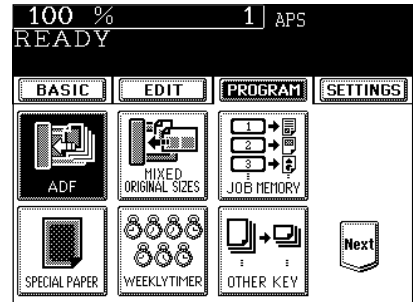 100 % 1 APS
READY
BASIC EDIT PROGRAM SETTINGS
ADF
MIXED
ORIGINAL SIZES
JOB MEMORY
1
2
3
SPECIAL PAPER
WEEKLYTIMER
OTHER KEY
Next